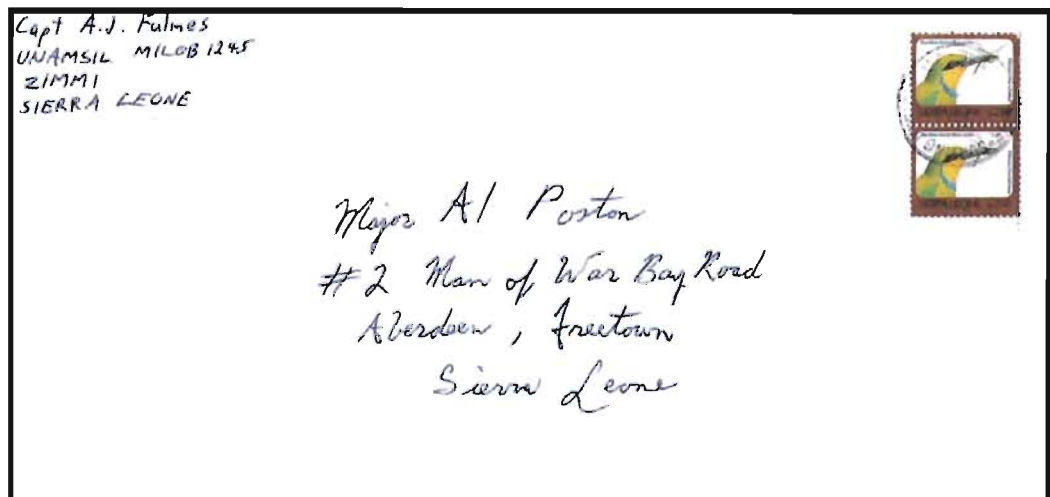 Capt A.J. Fulmes
UNAMSIL MILOB 1245
ZIMMI
SIERRA LEONE
Major Al Poston
#2 Man of War Bay Road
Aberdeen, Freetown
Sierra Leone